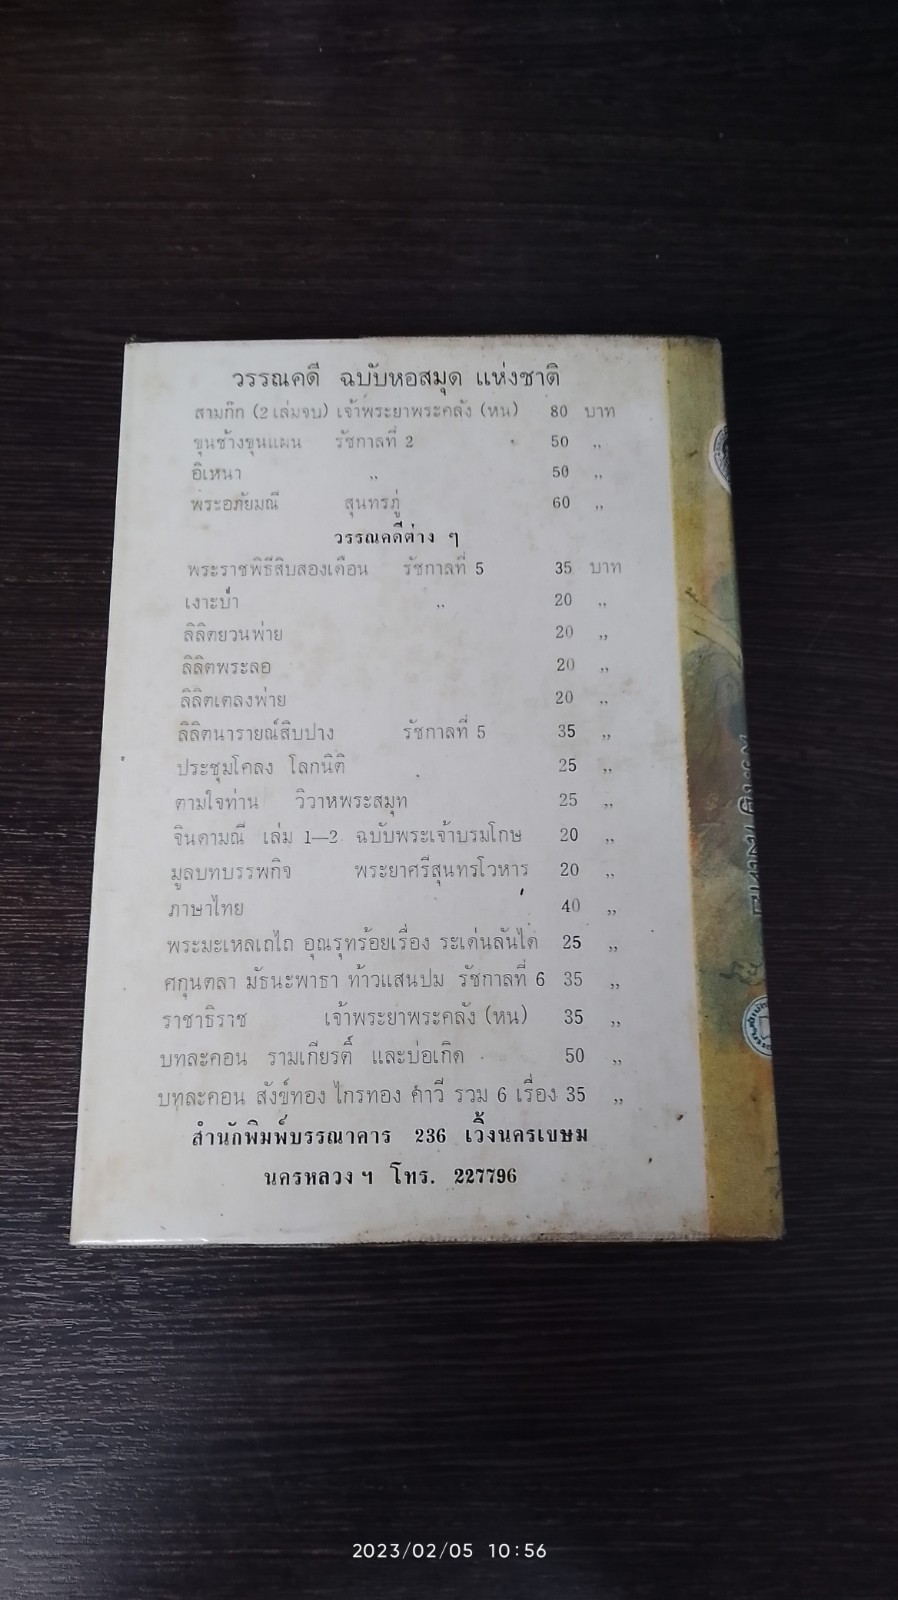 วรรณคดี ฉบับหอสมุด แห่งชาติ
สามก๊ก (2 เล่มจบ) เจ้าพระยาพระคลัง (หน) 80 บาท
ขุนช้างขุนแผน รัชกาลที่ 2 50 ,,
อิเหนา ,, 50 ,,
พระอภัยมณี สุนทรภู่ 60 ,,
วรรณคดีต่าง ๆ
พระราชพิธีสิบสองเดือน รัชกาลที่ 5 35 บาท
เงาะป่า ,, 20 ,,
ลิลิตยวนพ่าย 20 ,,
ลิลิตพระลอ 20 ,,
ลิลิตเตลงพ่าย 20 ,,
ลิลิตนารายณ์สิบปาง รัชกาลที่ 5 35 ,,
ประชุมโคลง โลกนิติ 25 ,,
ตามใจท่าน วิวาหพระสมุท 25 ,,
จินดามณี เล่ม 1—2 ฉบับพระเจ้าบรมโกษ 20 ,,
มูลบทบรรพกิจ พระยาศรีสุนทรโวหาร 20 ,,
ภาษาไทย 40 ,,
พระมะเหลเถไถ อุณรุทร้อยเรื่อง ระเด่นลันได 25 ,,
ศกุนตลา มัธนะพาธา ท้าวแสนปม รัชกาลที่ 6 35 ,,
ราชาธิราช เจ้าพระยาพระคลัง (หน) 35 ,,
บทละคอน รามเกียรติ์ และบ่อเกิด 50 ,,
บทละคอน สังข์ทอง ไกรทอง คาวี รวม 6 เรื่อง 35 ,,
สำนักพิมพ์บรรณาคาร 236 เวิ้งนครเขษม
นครหลวง ฯ โทร. 227796
2023/02/05 10:56